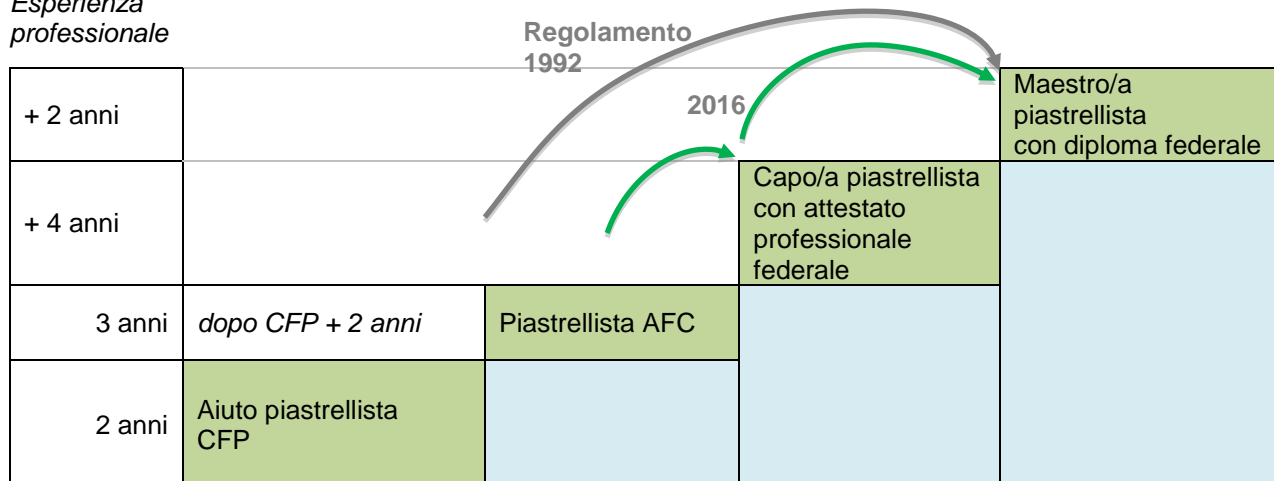 Esperienza
professionale
Regolamento
1992
2016
+ 2 anni
Maestro/a
piastrellista
con diploma federale
+ 4 anni
Capo/a piastrellista
con attestato
professionale
federale
3 anni
dopo CFP + 2 anni
Piastrellista AFC
2 anni
Aiuto piastrellista
CFP